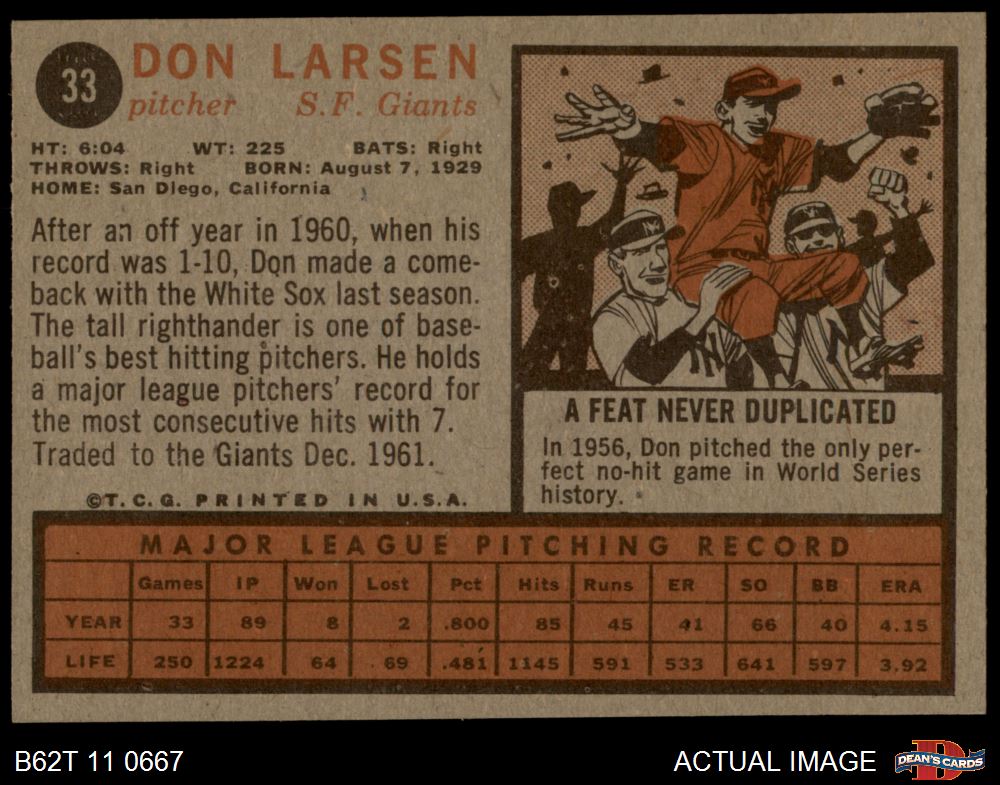 33
DON LARSEN
pitcher S.F. Giants
HT: 6:04 WT: 225 BATS: Right
THROWS: Right BORN: August 7, 1929
HOME: San Diego, California
After an off year in 1960, when his
record was 1-10, Don made a come-
back with the White Sox last season.
The tall righthander is one of base-
ball's best hitting pitchers. He holds
a major league pitchers' record for
the most consecutive hits with 7.
Traded to the Giants Dec. 1961.
©T.C.G. PRINTED IN U.S.A.
A FEAT NEVER DUPLICATED
In 1956, Don pitched the only per-
fect no-hit game in World Series
history.
MAJOR LEAGUE PITCHING RECORD
Games IP Won Lost Pct Hits Runs ER SO BB ERA
YEAR 33 89 8 2 .800 85 45 41 66 40 4.15
LIFE 250 1224 64 69 .481 1145 591 533 641 597 3.92
B62T 11 0667
ACTUAL IMAGE
DEAN'S CARDS